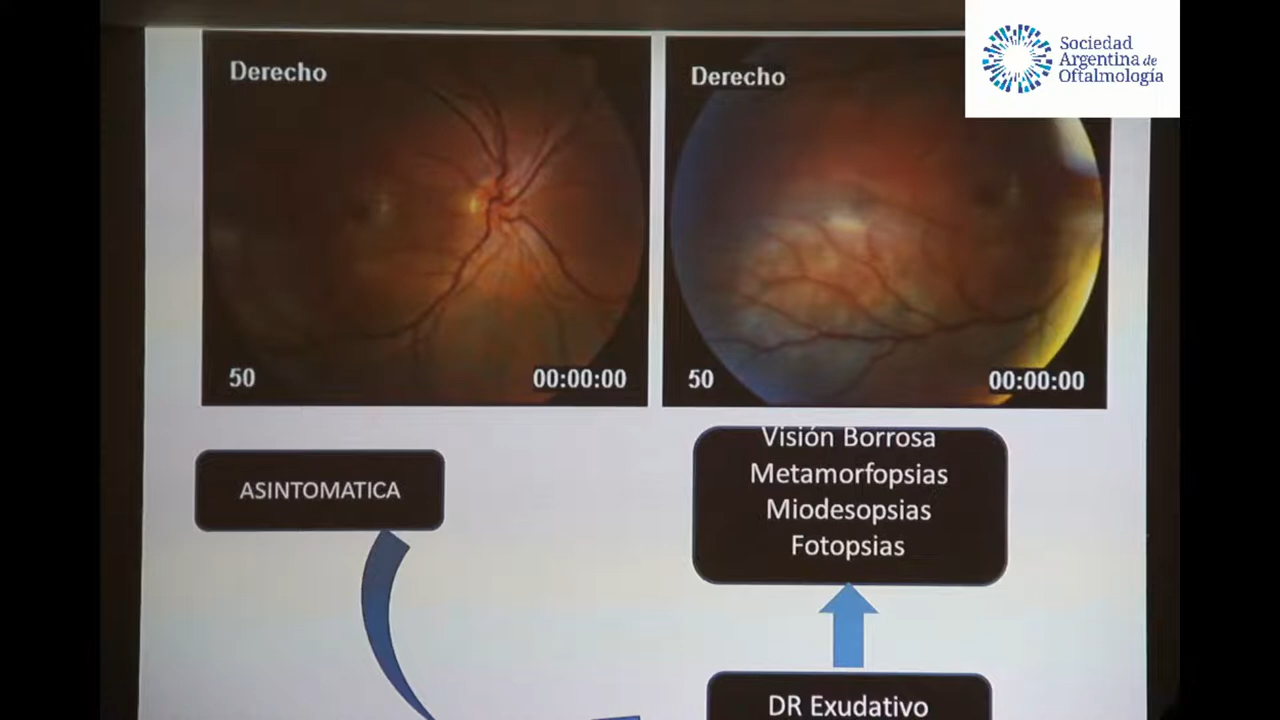 Sociedad
Argentina de
Oftalmología
Derecho
Derecho
50
00:00:00
50
00:00:00
ASINTOMATICA
Visión Borrosa
Metamorfopsias
Miodesopsias
Fotopsias
DR Exudativo